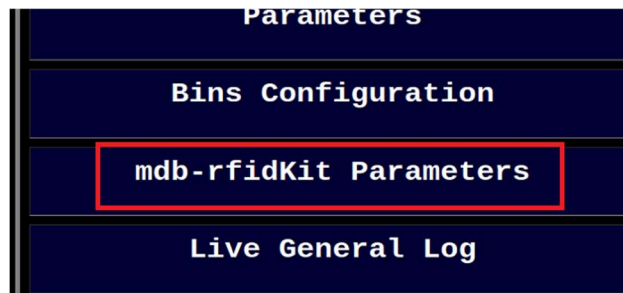 Parameters
Bins Configuration
mdb-rfidKit Parameters
Live General Log